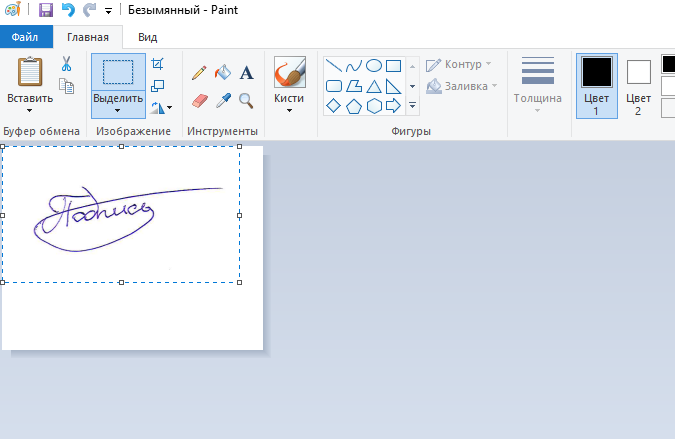 Безымянный - Paint
Файл Главная Вид
Вставить Выделить Кисти Контур Заливка Толщина Цвет 1 Цвет 2
Буфер обмена Изображение Инструменты Фигуры
Подпись